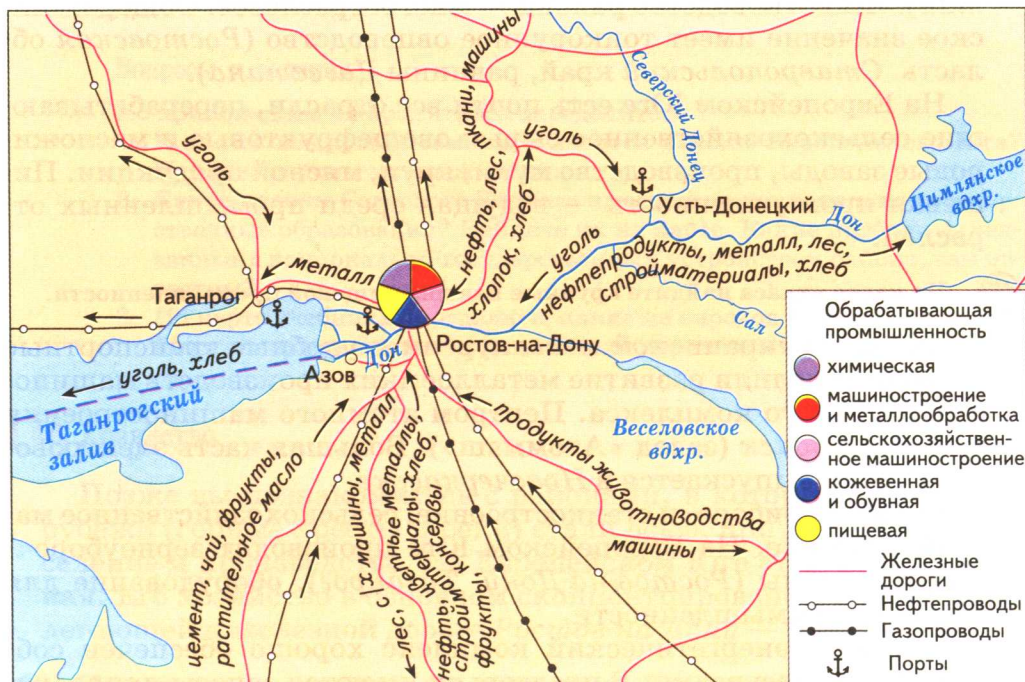 уголь
нефть, лес, ткани, машины
хлопок, хлеб
уголь
Северский Донец
Усть-Донецкий
Дон
Цимлянское
вдхр.
металл
Таганрог
уголь
нефтепродукты, металл, лес,
стройматериалы, хлеб
Сал
Ростов-на-Дону
Азов
Дон
уголь, хлеб
Таганрогский
залив
Веселовское
вдхр.
продукты животноводства
машины
цемент, чай, фрукты,
растительное масло
лес, с/х машины, металл
нефть, цветные металлы,
стройматериалы, хлеб,
фрукты, консервы
Обрабатывающая
промышленность
химическая
машиностроение
и металлообработка
сельскохозяйствен-
ное машиностроение
кожевенная
и обувная
пищевая
Железные
дороги
Нефтепроводы
Газопроводы
Порты